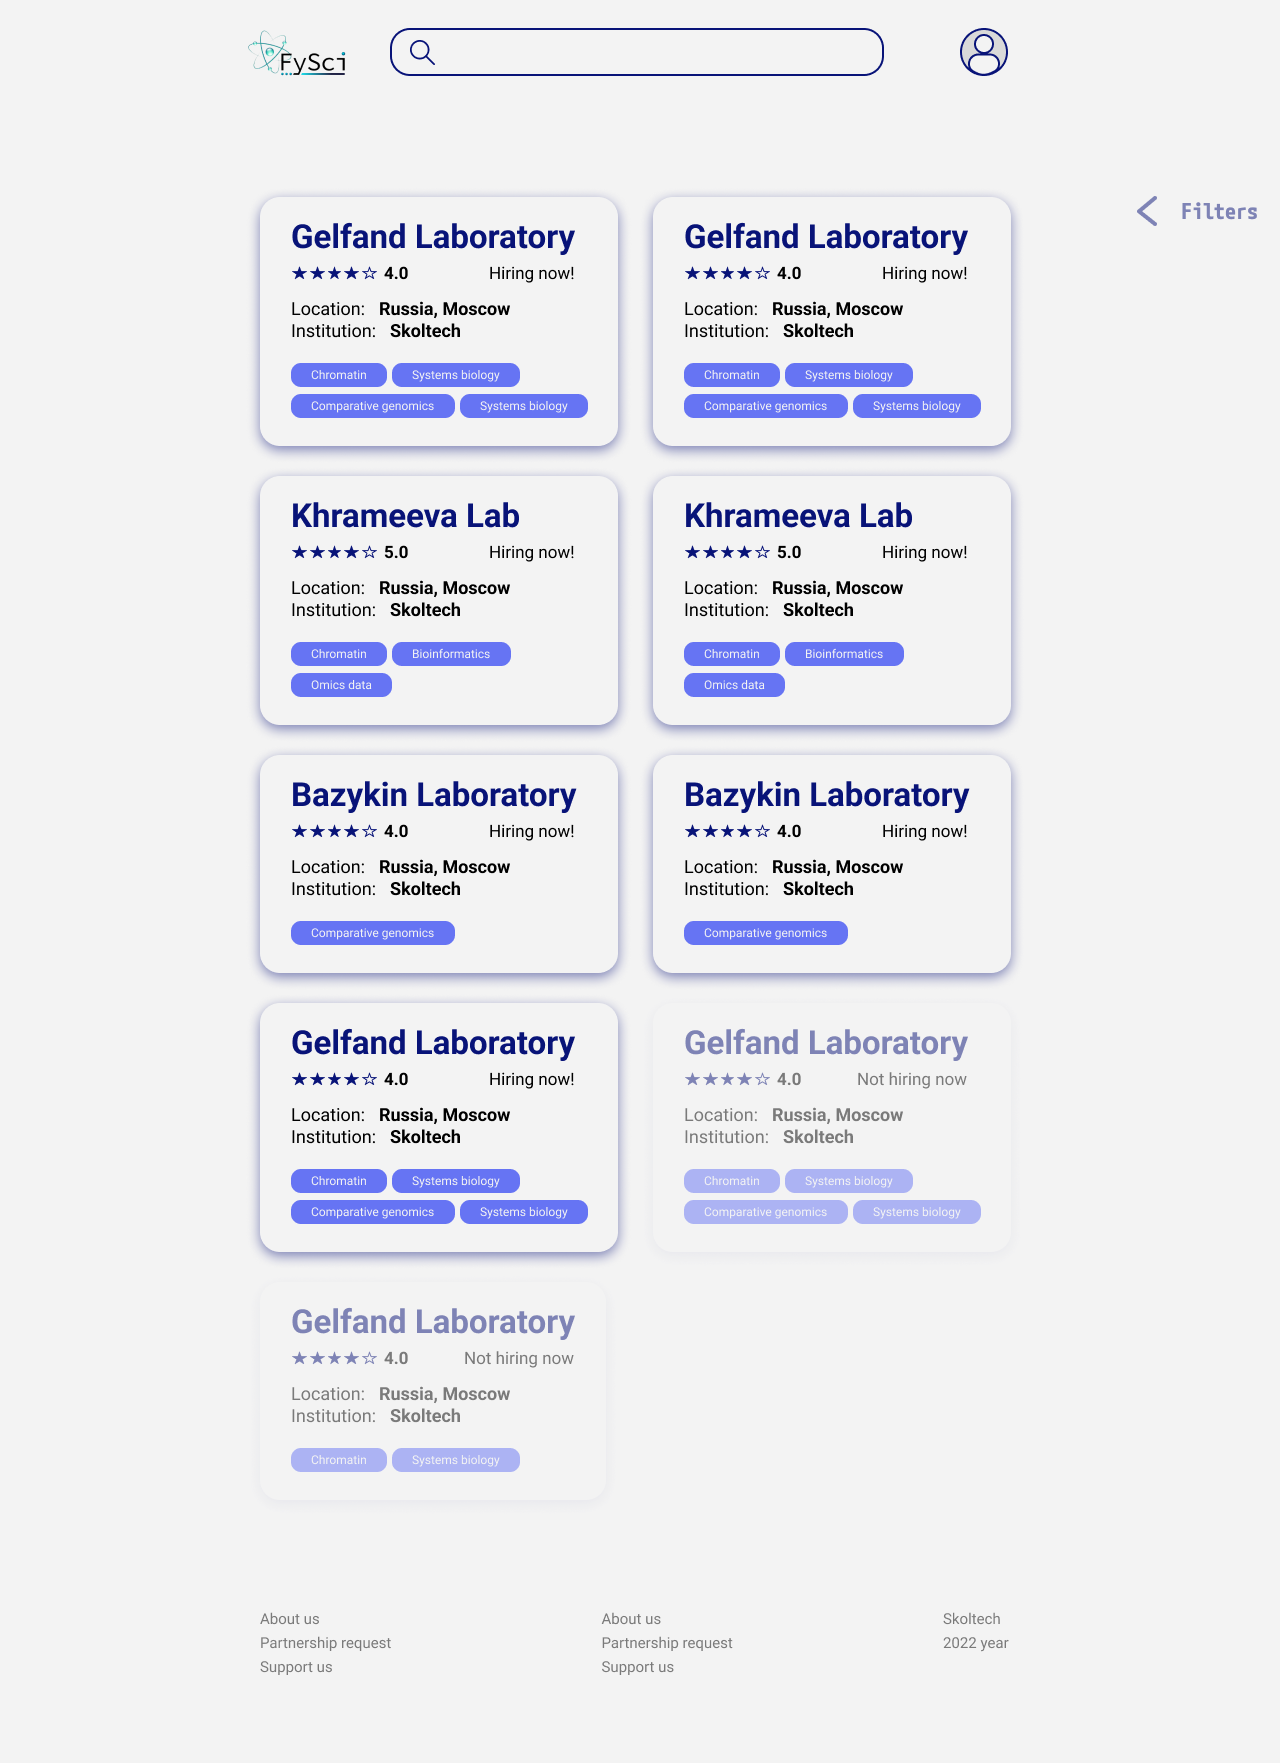 FySci
Filters
Gelfand Laboratory
★★★★☆ 4.0 Hiring now!
Location: Russia, Moscow
Institution: Skoltech
Chromatin Systems biology
Comparative genomics Systems biology
Gelfand Laboratory
★★★★☆ 4.0 Hiring now!
Location: Russia, Moscow
Institution: Skoltech
Chromatin Systems biology
Comparative genomics Systems biology
Khrameeva Lab
★★★★☆ 5.0 Hiring now!
Location: Russia, Moscow
Institution: Skoltech
Chromatin Bioinformatics
Omics data
Khrameeva Lab
★★★★☆ 5.0 Hiring now!
Location: Russia, Moscow
Institution: Skoltech
Chromatin Bioinformatics
Omics data
Bazykin Laboratory
★★★★☆ 4.0 Hiring now!
Location: Russia, Moscow
Institution: Skoltech
Comparative genomics
Bazykin Laboratory
★★★★☆ 4.0 Hiring now!
Location: Russia, Moscow
Institution: Skoltech
Comparative genomics
Gelfand Laboratory
★★★★☆ 4.0 Hiring now!
Location: Russia, Moscow
Institution: Skoltech
Chromatin Systems biology
Comparative genomics Systems biology
Gelfand Laboratory
★★★★☆ 4.0 Not hiring now
Location: Russia, Moscow
Institution: Skoltech
Chromatin Systems biology
Comparative genomics Systems biology
Gelfand Laboratory
★★★★☆ 4.0 Not hiring now
Location: Russia, Moscow
Institution: Skoltech
Chromatin Systems biology
About us
Partnership request
Support us
About us
Partnership request
Support us
Skoltech
2022 year